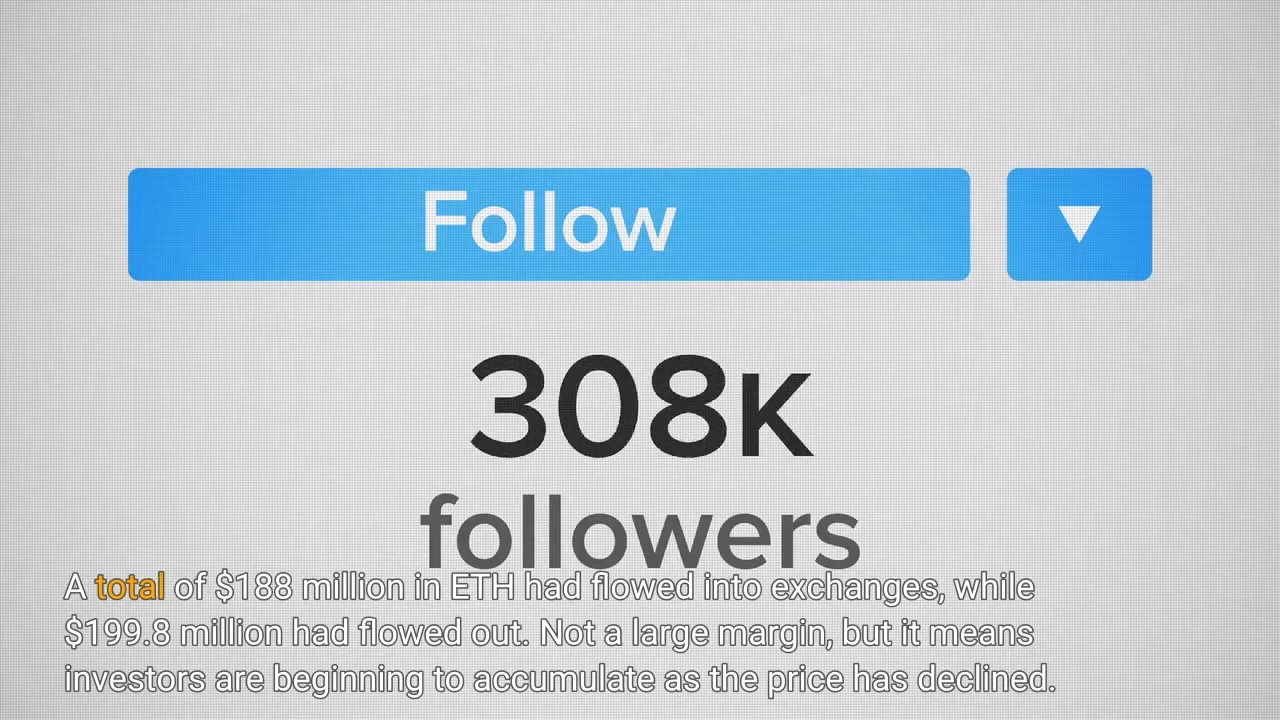 Follow
308K
followers
A total of $188 million in ETH had flowed into exchanges, while
$199.8 million had flowed out. Not a large margin, but it means
investors are beginning to accumulate as the price has declined.